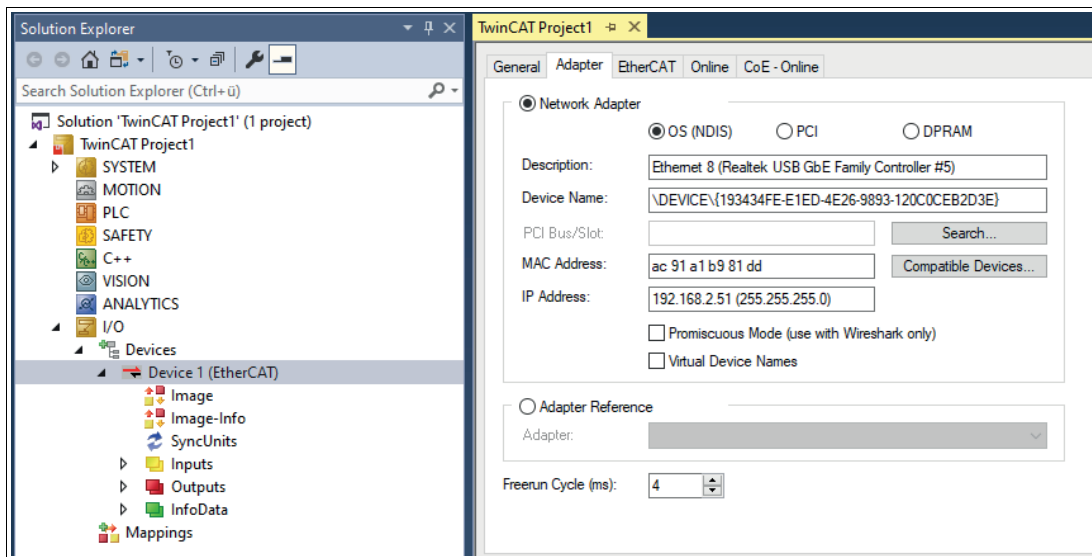 Solution Explorer
Search Solution Explorer (Ctrl+ü)
Solution 'TwinCAT Project1' (1 project)
TwinCAT Project1
SYSTEM
MOTION
PLC
SAFETY
C++
VISION
ANALYTICS
I/O
Devices
Device 1 (EtherCAT)
Image
Image-Info
SyncUnits
Inputs
Outputs
InfoData
Mappings
TwinCAT Project1
General Adapter EtherCAT Online CoE - Online
Network Adapter
OS (NDIS) PCI DPRAM
Description: Ethernet 8 (Realtek USB GbE Family Controller #5)
Device Name: \DEVICE\{193434FE-E1ED-4E26-9893-120C0CEB2D3E}
PCI Bus/Slot: Search...
MAC Address: ac 91 a1 b9 81 dd Compatible Devices...
IP Address: 192.168.2.51 (255.255.255.0)
Promiscuous Mode (use with Wireshark only)
Virtual Device Names
Adapter Reference
Adapter:
Freerun Cycle (ms): 4